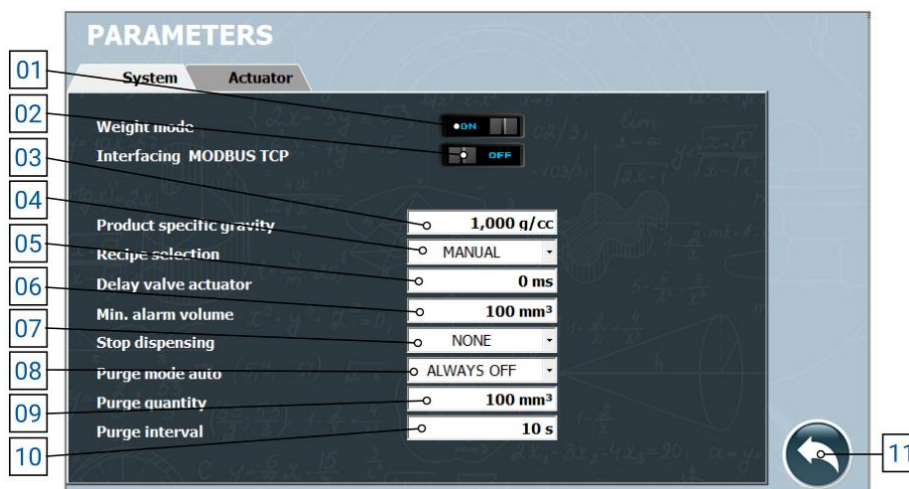 PARAMETERS
System Actuator
01
02
03
04
05
06
07
08
09
10
11
Weight mode ON
Interfacing MODBUS TCP OFF
Product specific gravity 1,000 g/cc
Recipe selection MANUAL
Delay valve actuator 0 ms
Min. alarm volume 100 mm³
Stop dispensing NONE
Purge mode auto ALWAYS OFF
Purge quantity 100 mm³
Purge interval 10 s